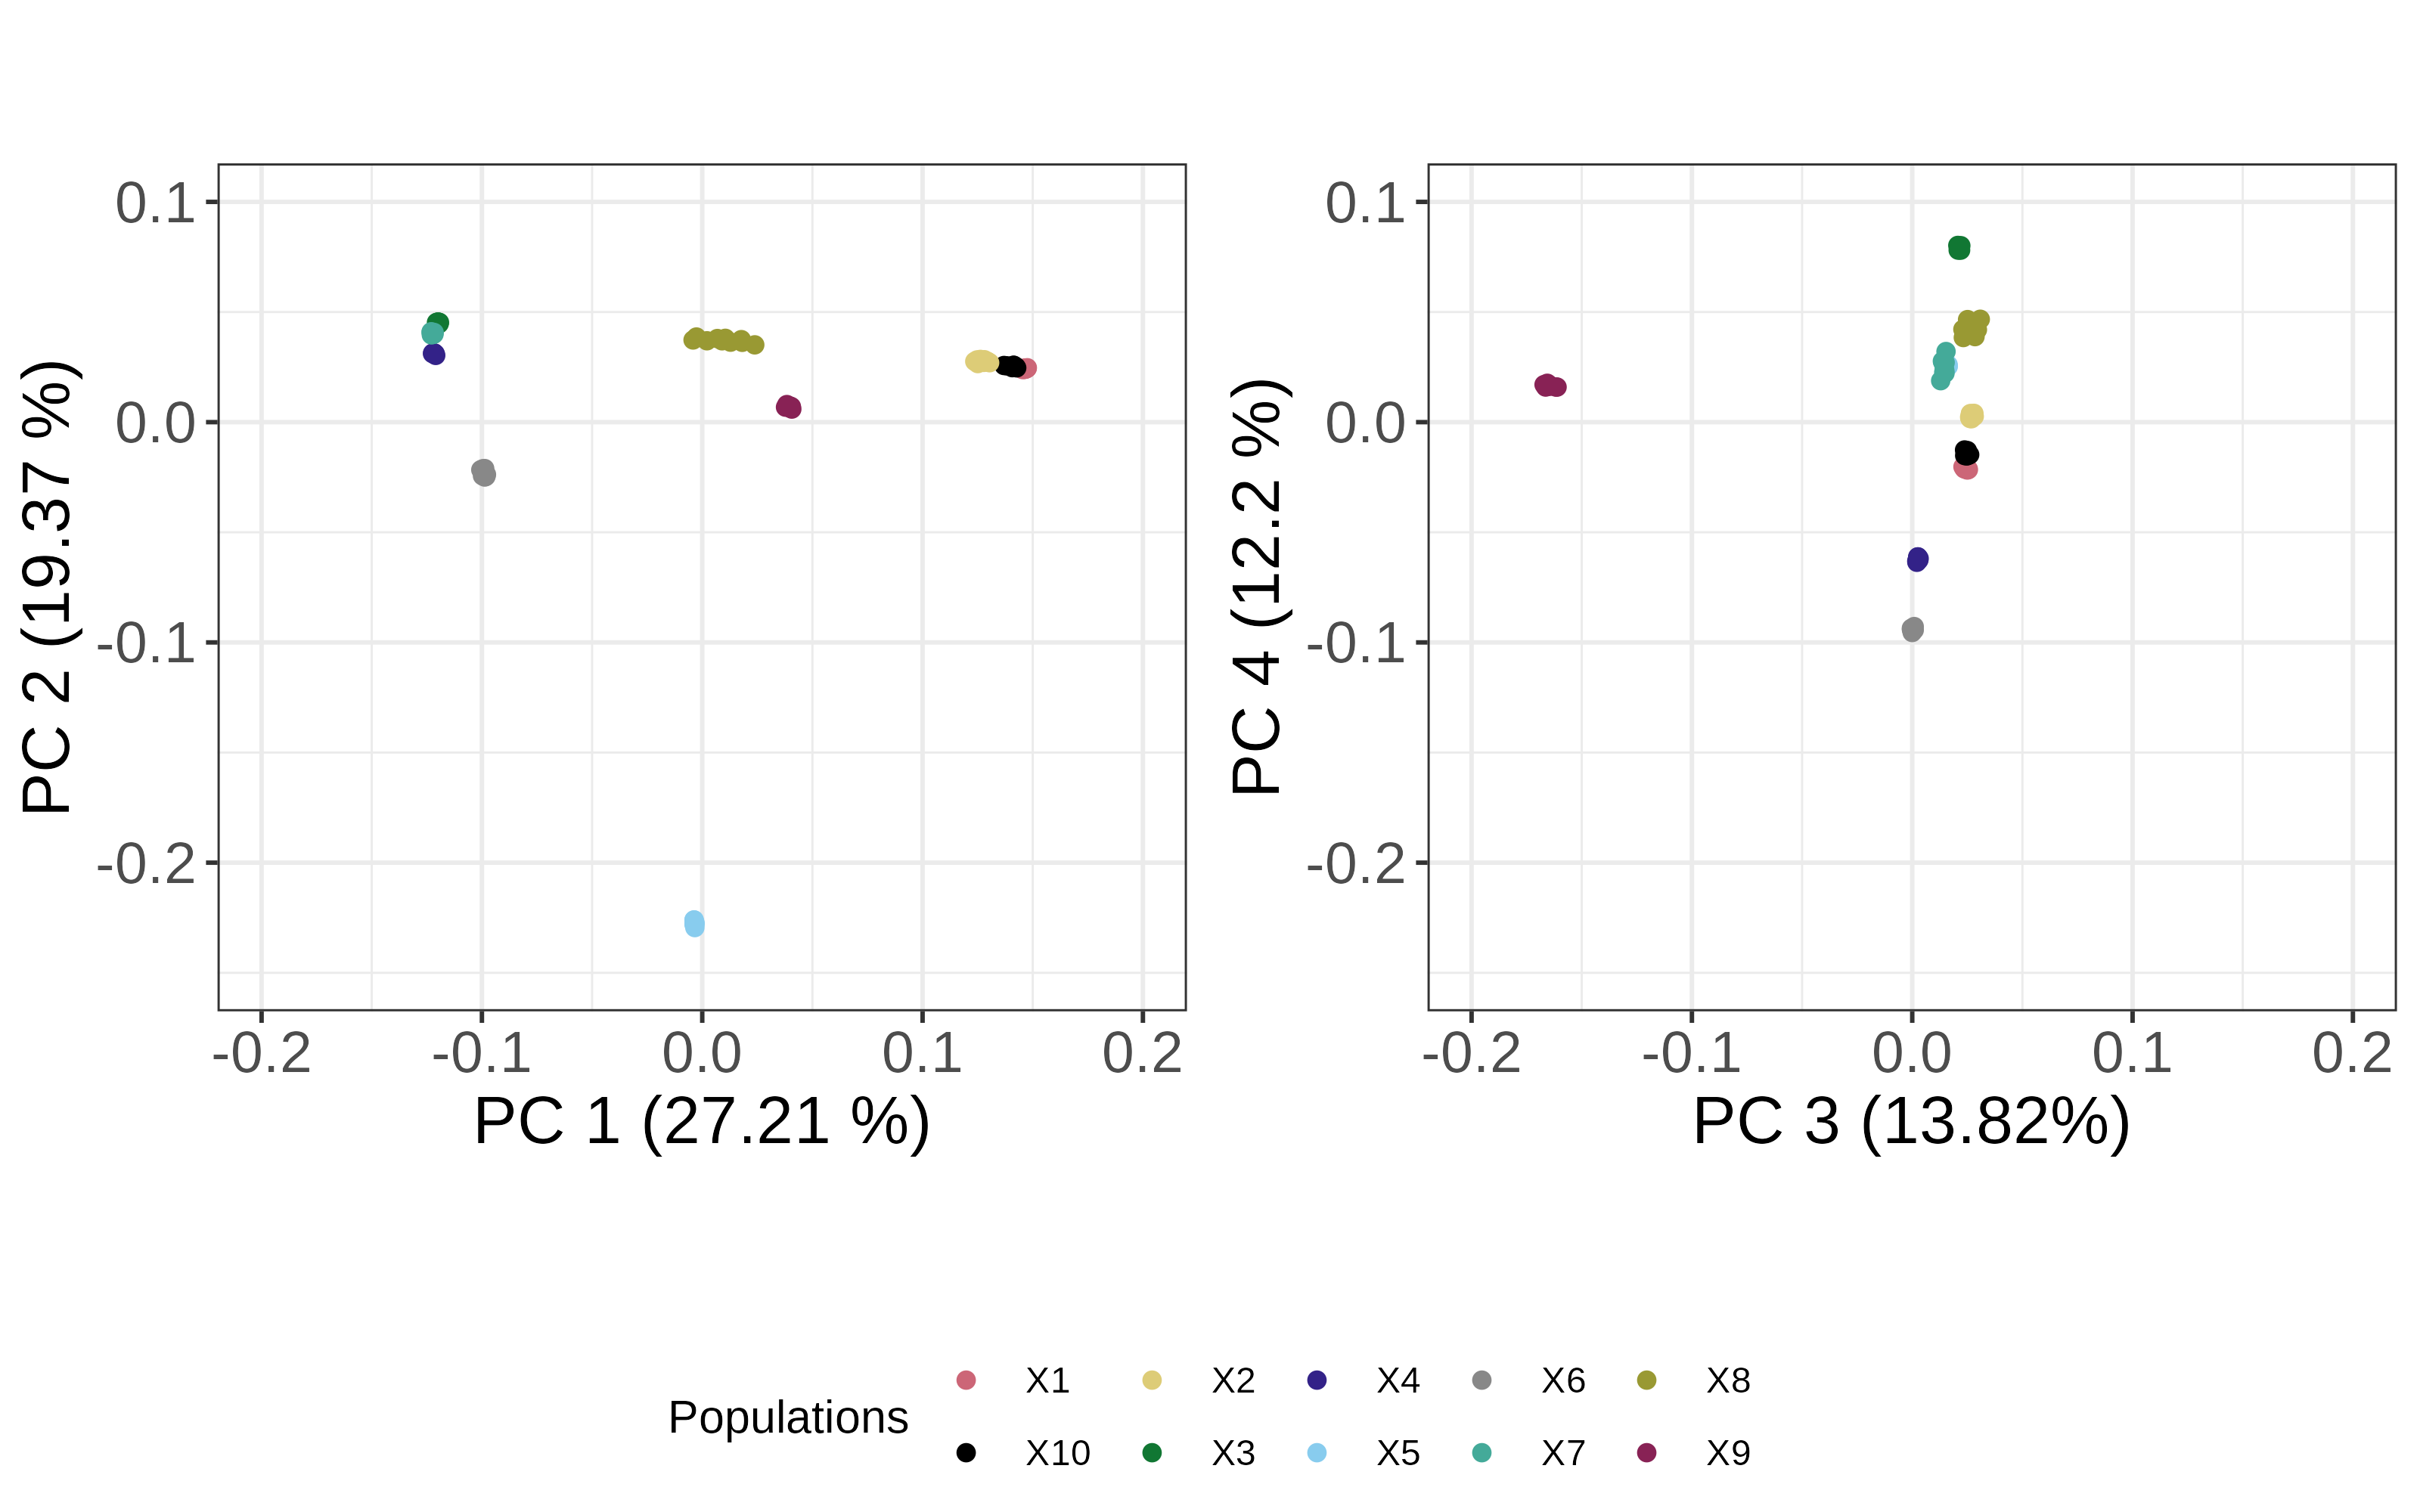 0.1
0.0
-0.1
-0.2
PC 2 (19.37 %)
-0.2 -0.1 0.0 0.1 0.2
PC 1 (27.21 %)
0.1
0.0
-0.1
-0.2
PC 4 (12.2 %)
-0.2 -0.1 0.0 0.1 0.2
PC 3 (13.82%)
Populations
X1 X2 X4 X6 X8
X10 X3 X5 X7 X9